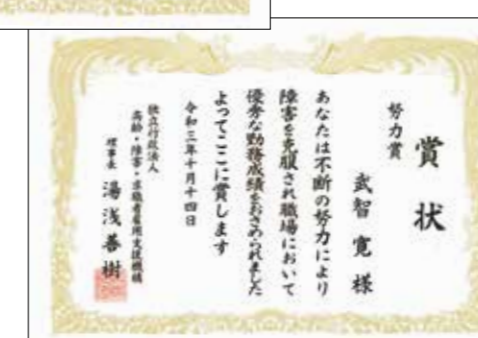 賞状
努力賞
武智寛様
あなたは不断の努力により
障害を克服され職場において
優秀な勤務成績をおさめられました
よってここに賞します
令和三年十月十四日
独立行政法人
高齢・障害・求職者雇用支援機構
理事長 湯浅善樹